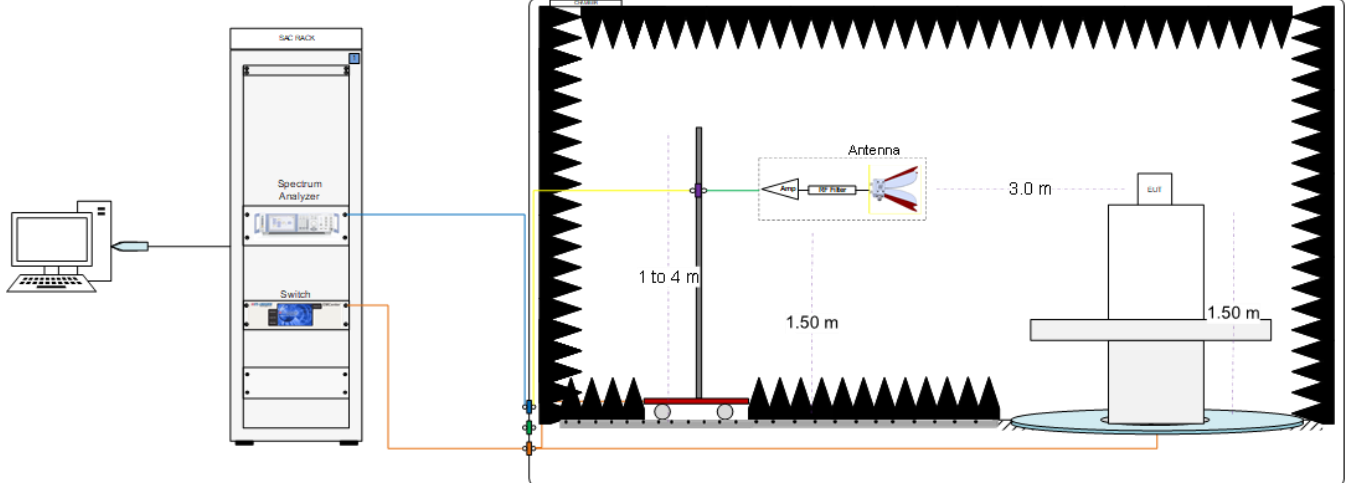 CHAMBER
SAC RACK
Antenna
Amp
RF Filter
3.0 m
EUT
Spectrum
Analyzer
1 to 4 m
Switch
1.50 m
1.50 m